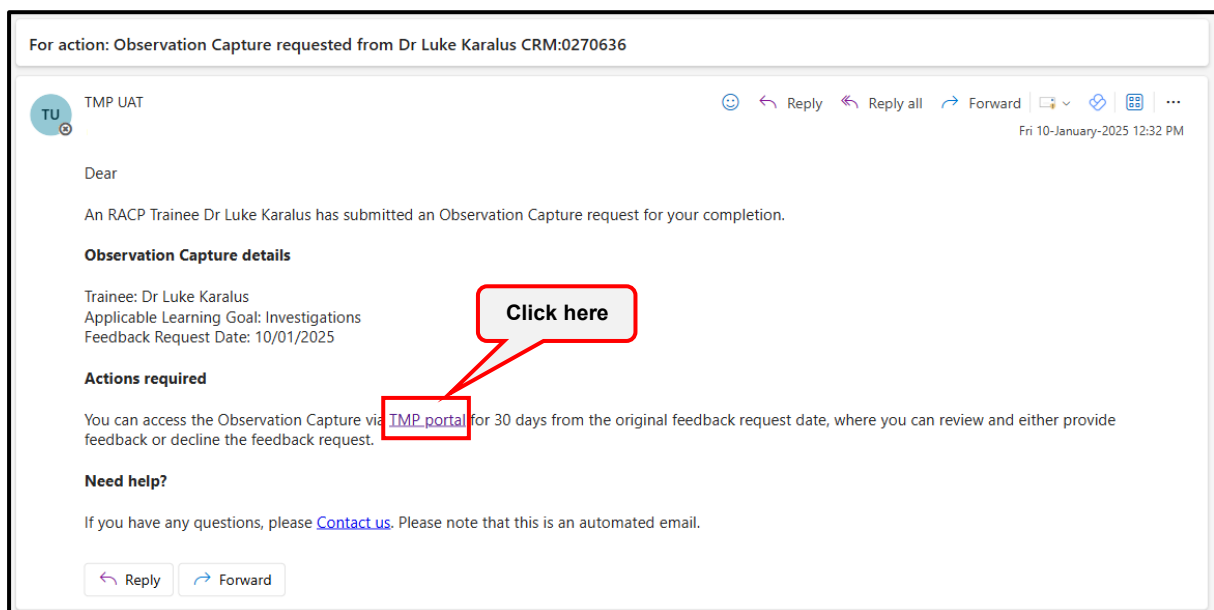 For action: Observation Capture requested from Dr Luke Karalus CRM:0270636
TU
TMP UAT
Reply
Reply all
Forward
Fri 10-January-2025 12:32 PM
Dear
An RACP Trainee Dr Luke Karalus has submitted an Observation Capture request for your completion.
Observation Capture details
Trainee: Dr Luke Karalus
Applicable Learning Goal: Investigations
Feedback Request Date: 10/01/2025
Click here
Actions required
You can access the Observation Capture via TMP portal for 30 days from the original feedback request date, where you can review and either provide
feedback or decline the feedback request.
Need help?
If you have any questions, please Contact us. Please note that this is an automated email.
Reply
Forward